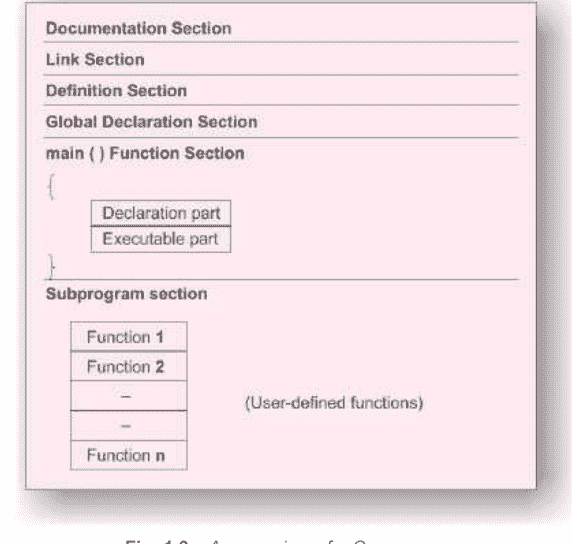 Documentation Section
Link Section
Definition Section
Global Declaration Section
main ( ) Function Section
{
Declaration part
Executable part
}
Subprogram section
Function 1
Function 2
–
(User-defined functions)
–
Function n